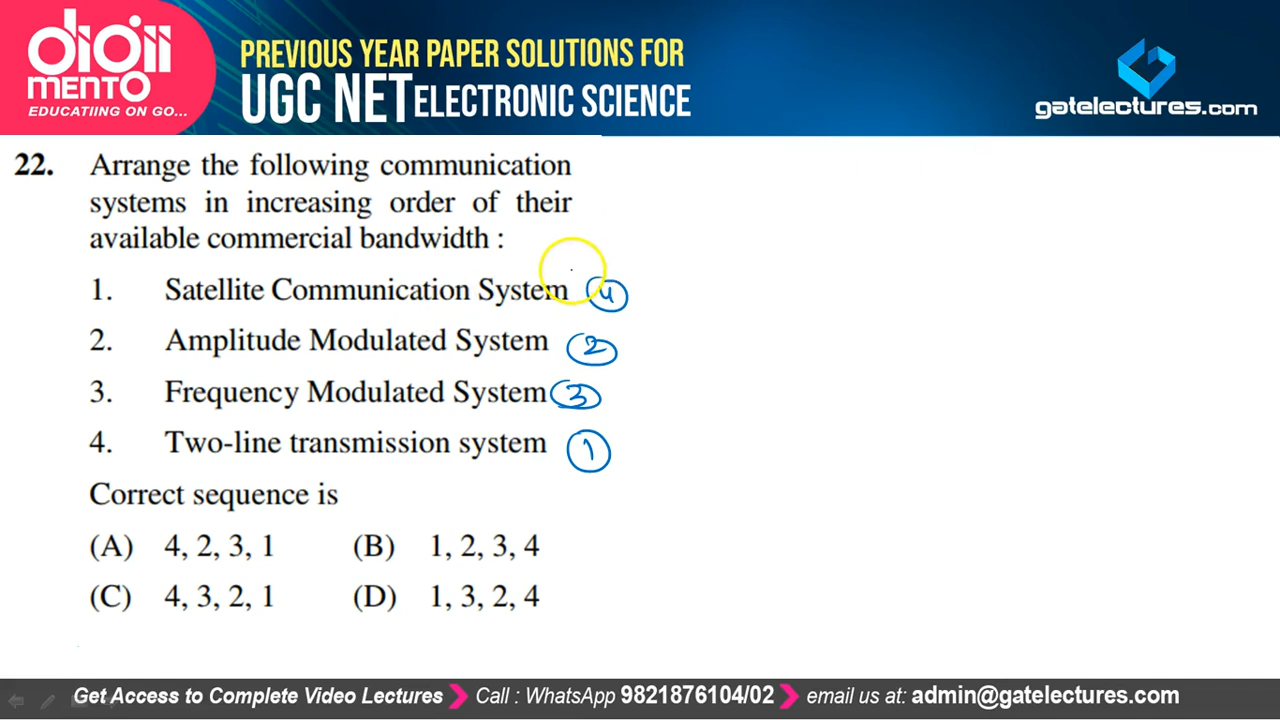 digii
MENTO
EDUCATIING ON GO...
PREVIOUS YEAR PAPER SOLUTIONS FOR
UGC NET ELECTRONIC SCIENCE
gatelectures.com
22. Arrange the following communication
systems in increasing order of their
available commercial bandwidth :
1. Satellite Communication System 4
2. Amplitude Modulated System 2
3. Frequency Modulated System 3
4. Two-line transmission system 1
Correct sequence is
(A) 4, 2, 3, 1 (B) 1, 2, 3, 4
(C) 4, 3, 2, 1 (D) 1, 3, 2, 4
Get Access to Complete Video Lectures Call : WhatsApp 9821876104/02 email us at: admin@gatelectures.com